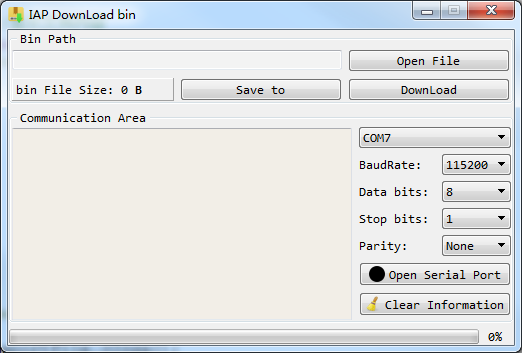 IAP DownLoad bin
Bin Path
Open File
bin File Size: 0 B
Save to
DownLoad
Communication Area
COM7
BaudRate: 115200
Data bits: 8
Stop bits: 1
Parity: None
Open Serial Port
Clear Information
0%